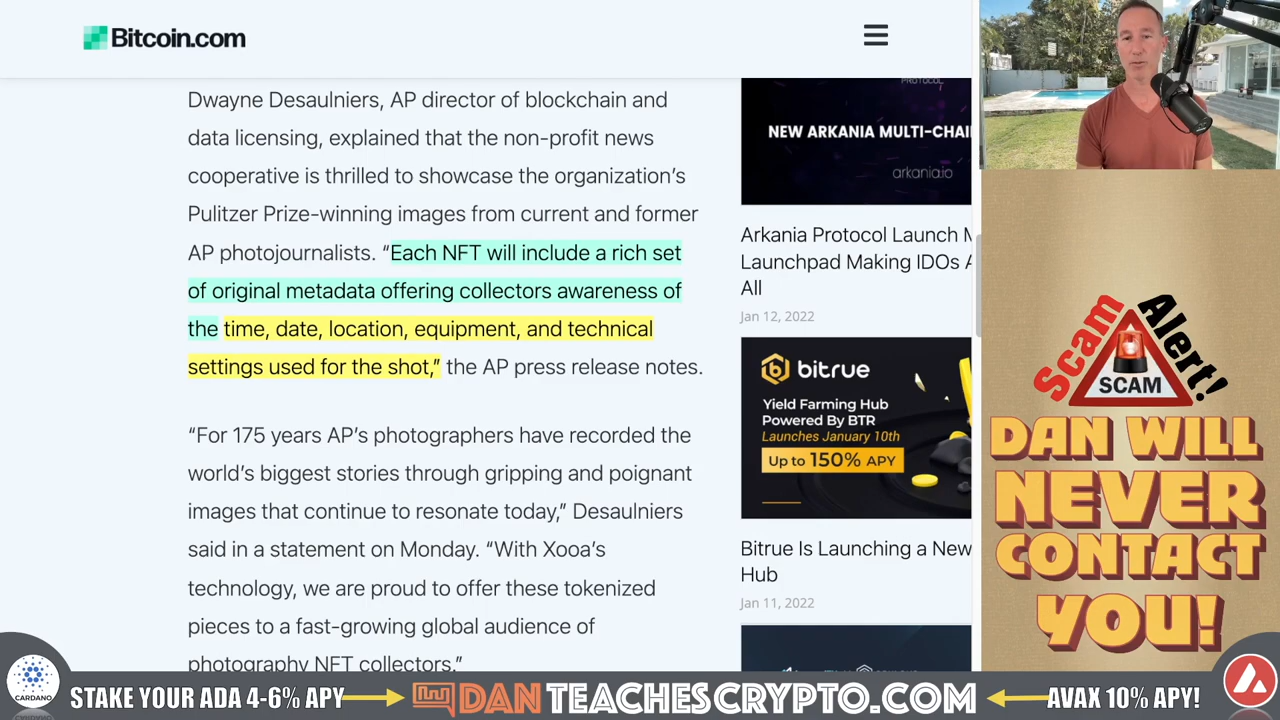 Bitcoin.com
Dwayne Desaulniers, AP director of blockchain and
data licensing, explained that the non-profit news
cooperative is thrilled to showcase the organization’s
Pulitzer Prize-winning images from current and former
AP photojournalists. “Each NFT will include a rich set
of original metadata offering collectors awareness of
the time, date, location, equipment, and technical
settings used for the shot,” the AP press release notes.
“For 175 years AP’s photographers have recorded the
world’s biggest stories through gripping and poignant
images that continue to resonate today,” Desaulniers
said in a statement on Monday. “With Xooa’s
technology, we are proud to offer these tokenized
pieces to a fast-growing global audience of
photography NFT collectors.”
PROTOCOL
NEW ARKANIA MULTI-CHAI
arkania.io
Arkania Protocol Launch
Launchpad Making IDOs
All
Jan 12, 2022
bitrue
Yield Farming Hub
Powered By BTR
Launches January 10th
Up to 150% APY
Bitrue Is Launching a New
Hub
Jan 11, 2022
Scam Alert!
SCAM
DAN WILL
NEVER
CONTACT
YOU!
CARDANO
STAKE YOUR ADA 4-6% APY
DANTEACHESCRYPTO.COM
AVAX 10% APY!